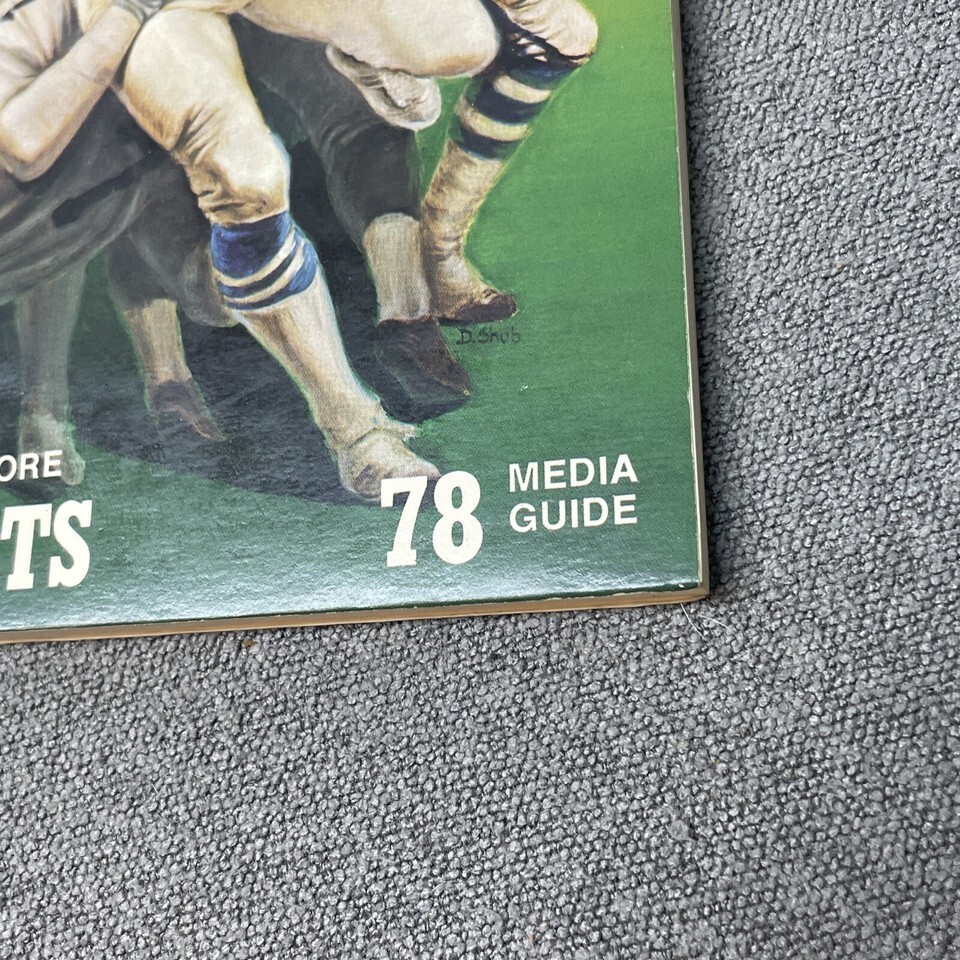 D. Shub
ORE
TS
78 MEDIA
GUIDE